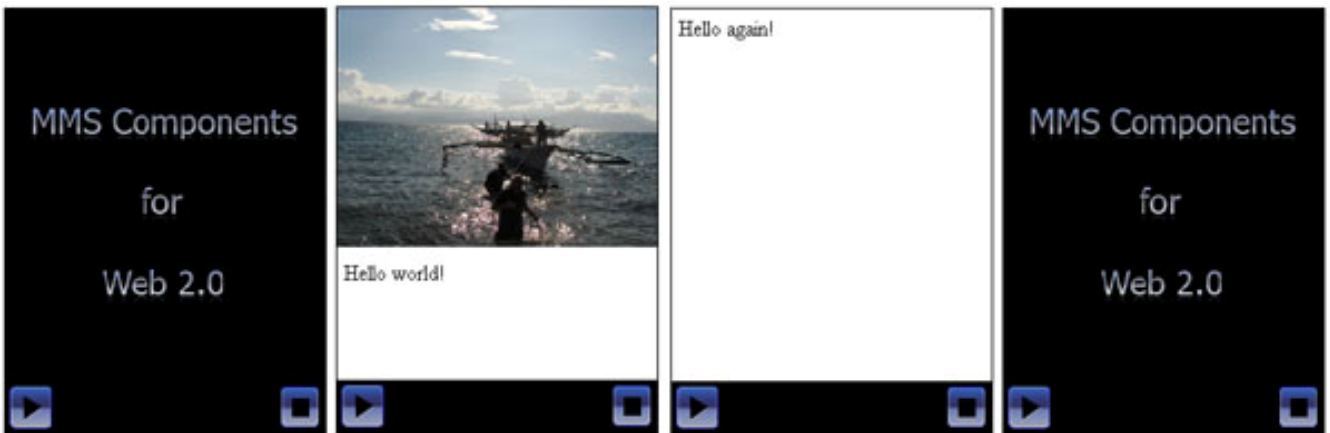 MMS Components
for
Web 2.0
Hello world!
Hello again!
MMS Components
for
Web 2.0